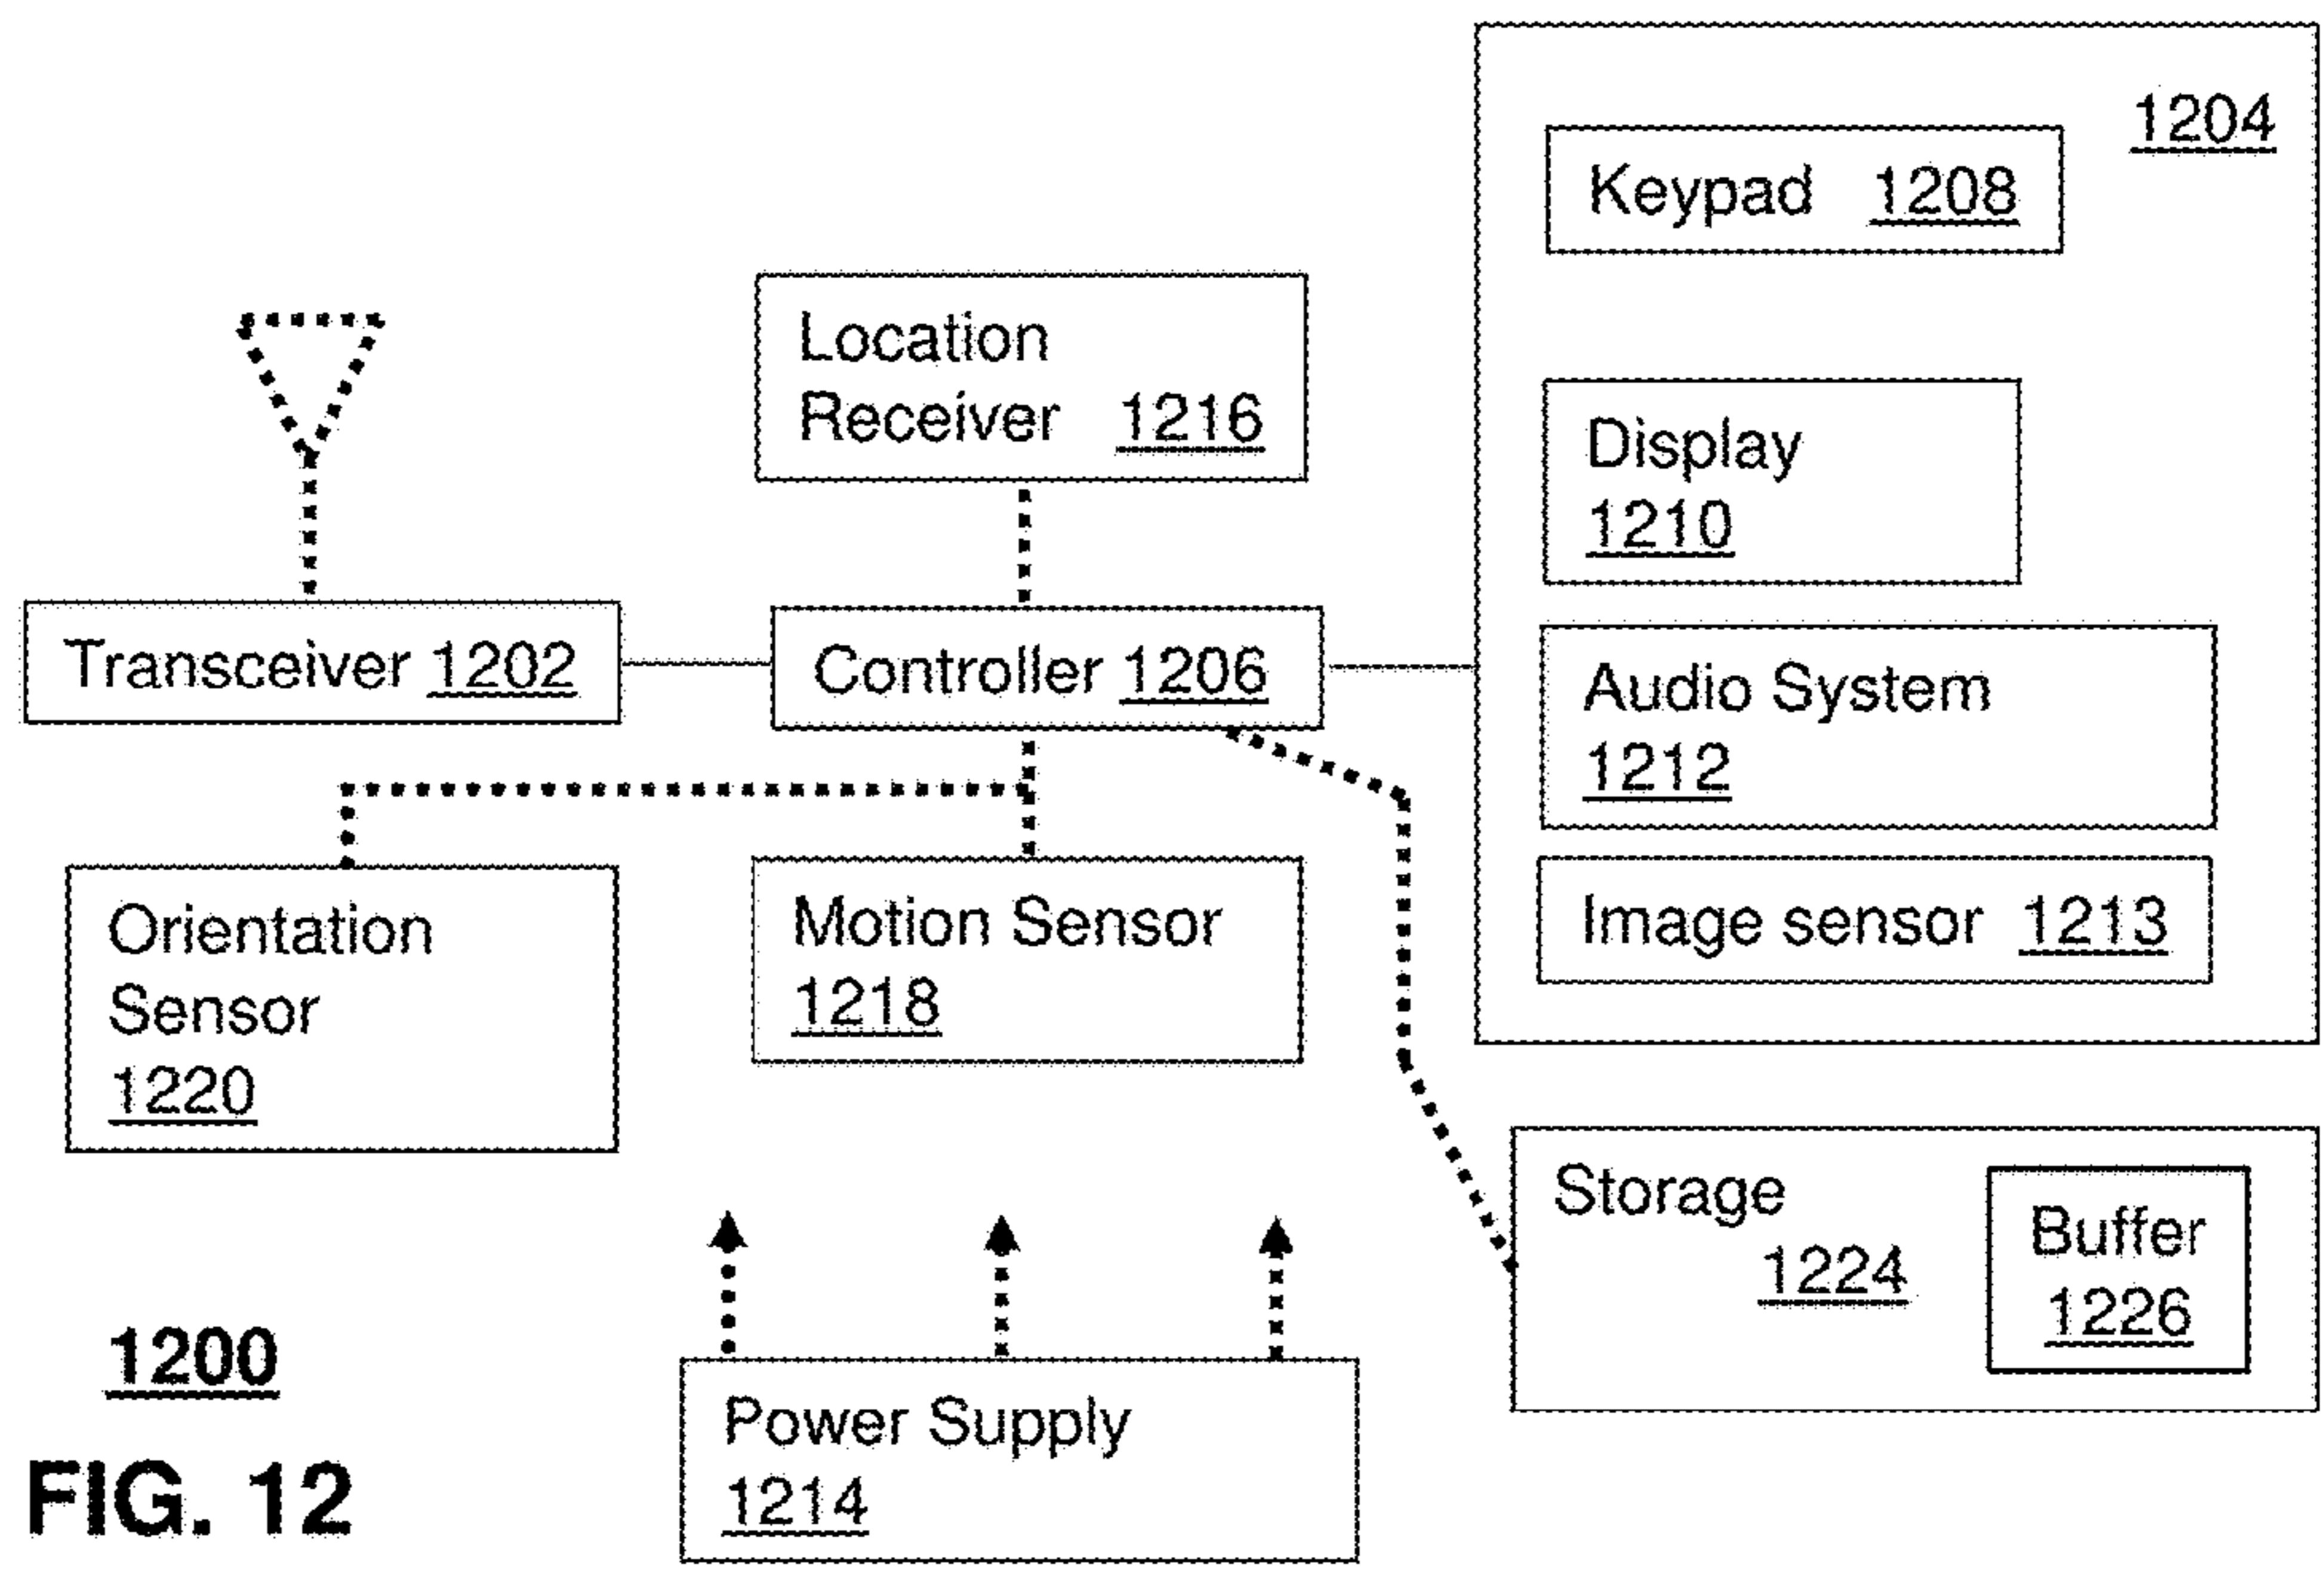 1204
Keypad 1208
Location
Receiver 1216
Display
1210
Transceiver 1202
Controller 1206
Audio System
1212
Image sensor 1213
Orientation
Sensor
1220
Motion Sensor
1218
Storage
1224
Buffer
1226
Power Supply
1214
1200
FIG. 12